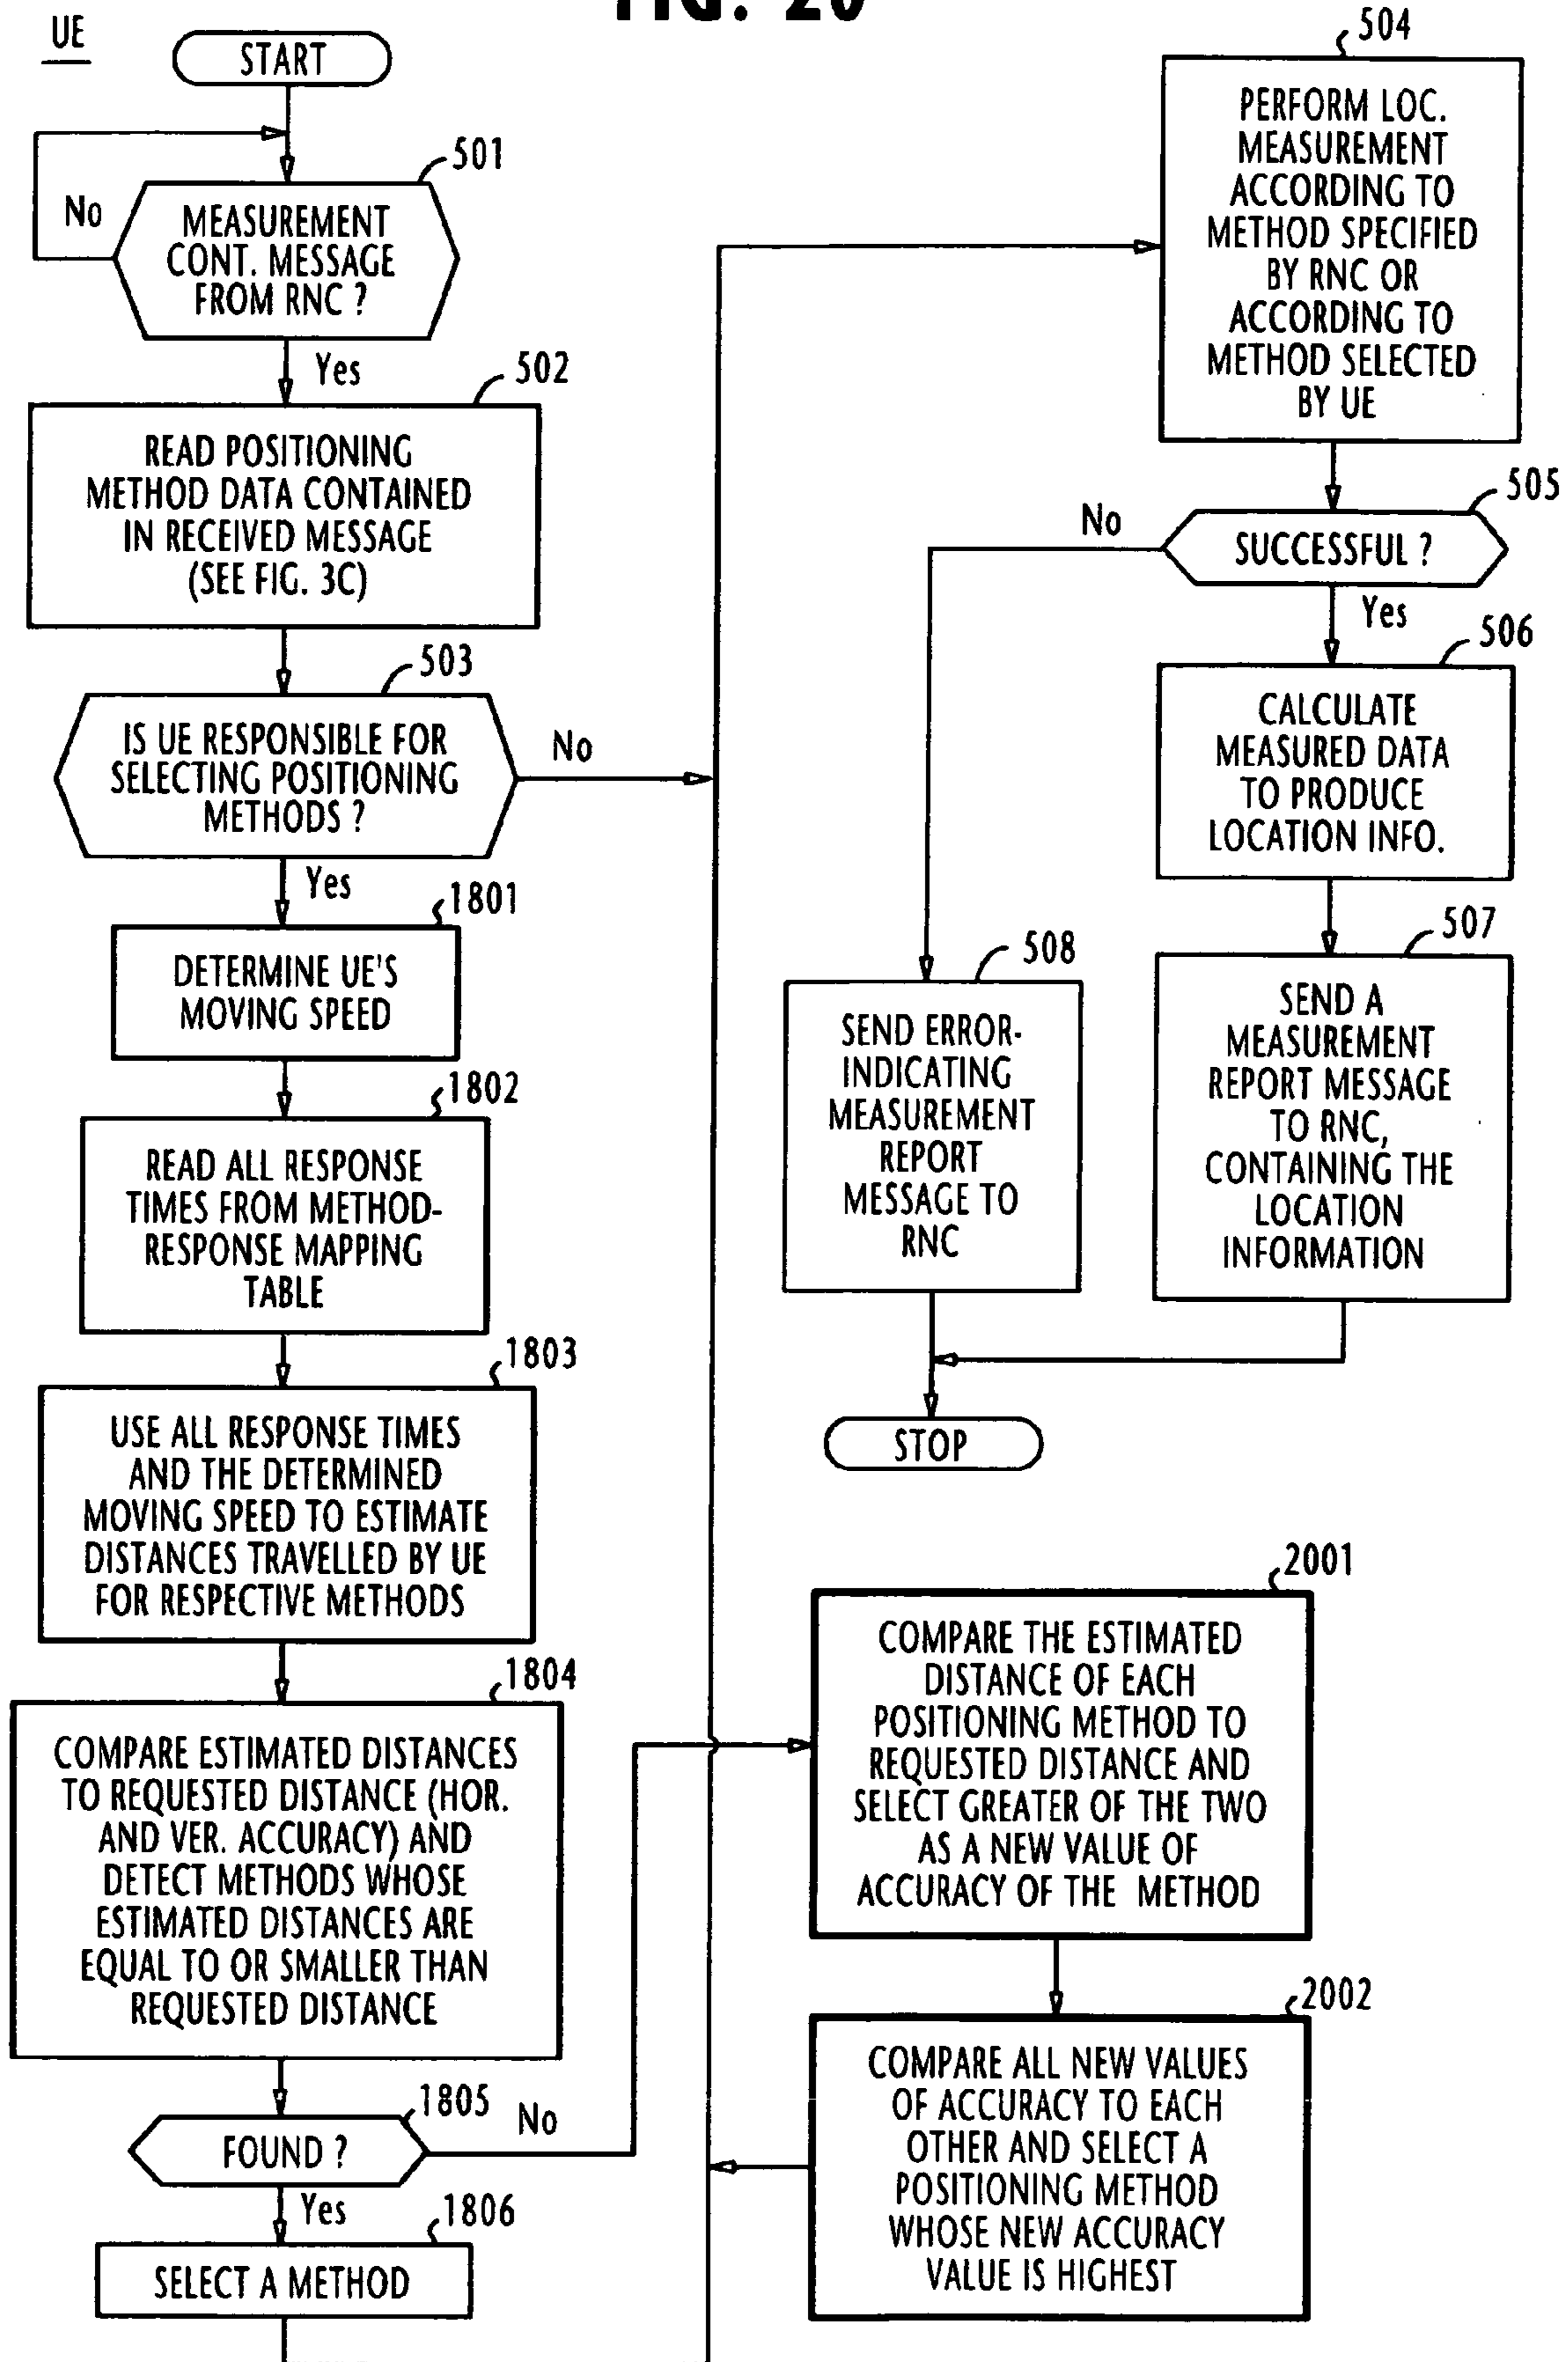 FIG. 20
UE
START
501
No
MEASUREMENT
CONT. MESSAGE
FROM RNC ?
Yes
502
READ POSITIONING
METHOD DATA CONTAINED
IN RECEIVED MESSAGE
(SEE FIG. 3C)
503
IS UE RESPONSIBLE FOR
SELECTING POSITIONING
METHODS ?
No
Yes
1801
DETERMINE UE'S
MOVING SPEED
1802
READ ALL RESPONSE
TIMES FROM METHOD-
RESPONSE MAPPING
TABLE
1803
USE ALL RESPONSE TIMES
AND THE DETERMINED
MOVING SPEED TO ESTIMATE
DISTANCES TRAVELLED BY UE
FOR RESPECTIVE METHODS
1804
COMPARE ESTIMATED DISTANCES
TO REQUESTED DISTANCE (HOR.
AND VER. ACCURACY) AND
DETECT METHODS WHOSE
ESTIMATED DISTANCES ARE
EQUAL TO OR SMALLER THAN
REQUESTED DISTANCE
1805
No
FOUND ?
Yes
1806
SELECT A METHOD
504
PERFORM LOC.
MEASUREMENT
ACCORDING TO
METHOD SPECIFIED
BY RNC OR
ACCORDING TO
METHOD SELECTED
BY UE
505
No
SUCCESSFUL ?
Yes
506
CALCULATE
MEASURED DATA
TO PRODUCE
LOCATION INFO.
507
SEND A
MEASUREMENT
REPORT MESSAGE
TO RNC,
CONTAINING THE
LOCATION
INFORMATION
508
SEND ERROR-
INDICATING
MEASUREMENT
REPORT
MESSAGE TO
RNC
STOP
2001
COMPARE THE ESTIMATED
DISTANCE OF EACH
POSITIONING METHOD TO
REQUESTED DISTANCE AND
SELECT GREATER OF THE TWO
AS A NEW VALUE OF
ACCURACY OF THE METHOD
2002
COMPARE ALL NEW VALUES
OF ACCURACY TO EACH
OTHER AND SELECT A
POSITIONING METHOD
WHOSE NEW ACCURACY
VALUE IS HIGHEST